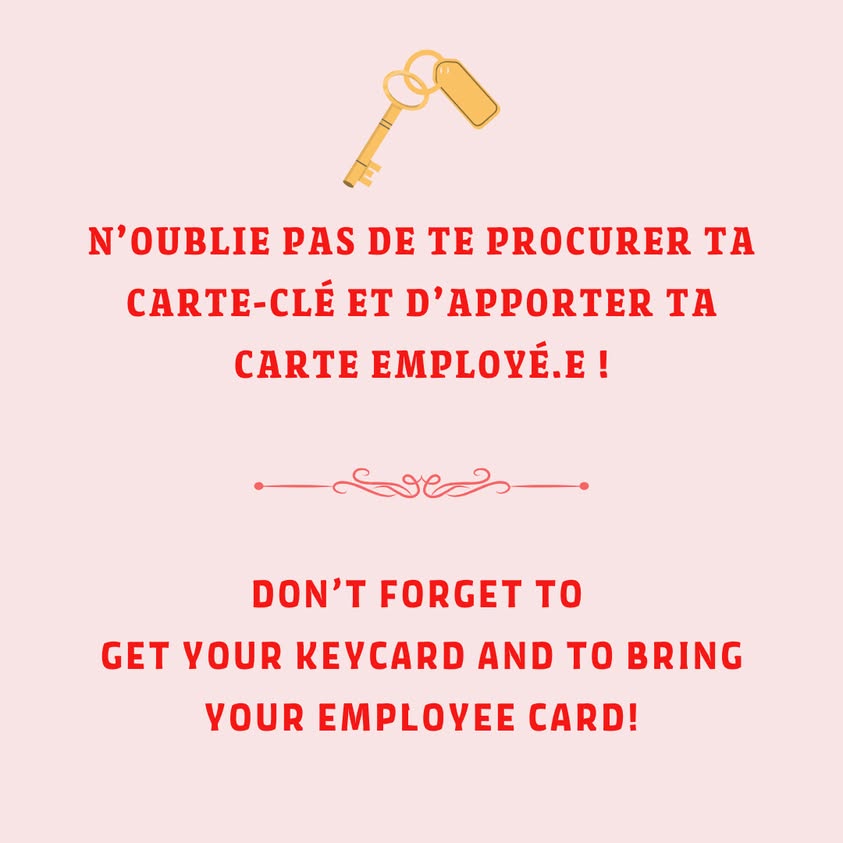 N'OUBLIE PAS DE TE PROCURER TA
CARTE-CLÉ ET D'APPORTER TA
CARTE EMPLOYÉ.E !
DON'T FORGET TO
GET YOUR KEYCARD AND TO BRING
YOUR EMPLOYEE CARD!